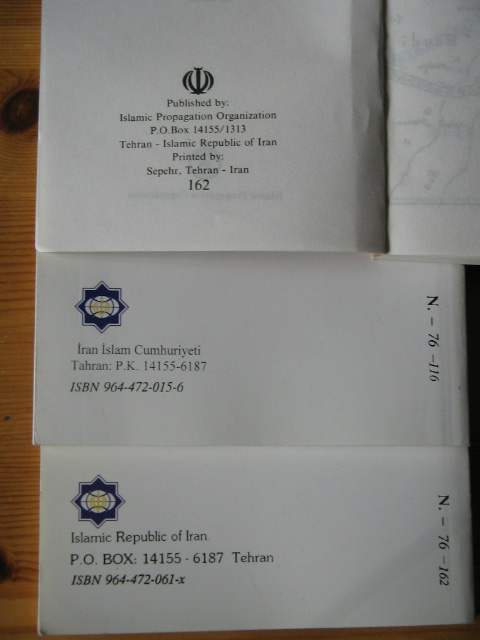 Published by:
Islamic Propagation Organization
P.O.Box 14155/1313
Tehran - Islamic Republic of Iran
Printed by:
Sepehr, Tehran - Iran
162
İran İslam Cumhuriyeti
Tahran: P.K. 14155-6187
ISBN 964-472-015-6
N. - 76 -116
Islamic Republic of Iran.
P.O. BOX: 14155 - 6187 Tehran
ISBN 964-472-061-x
N. - 76 -162